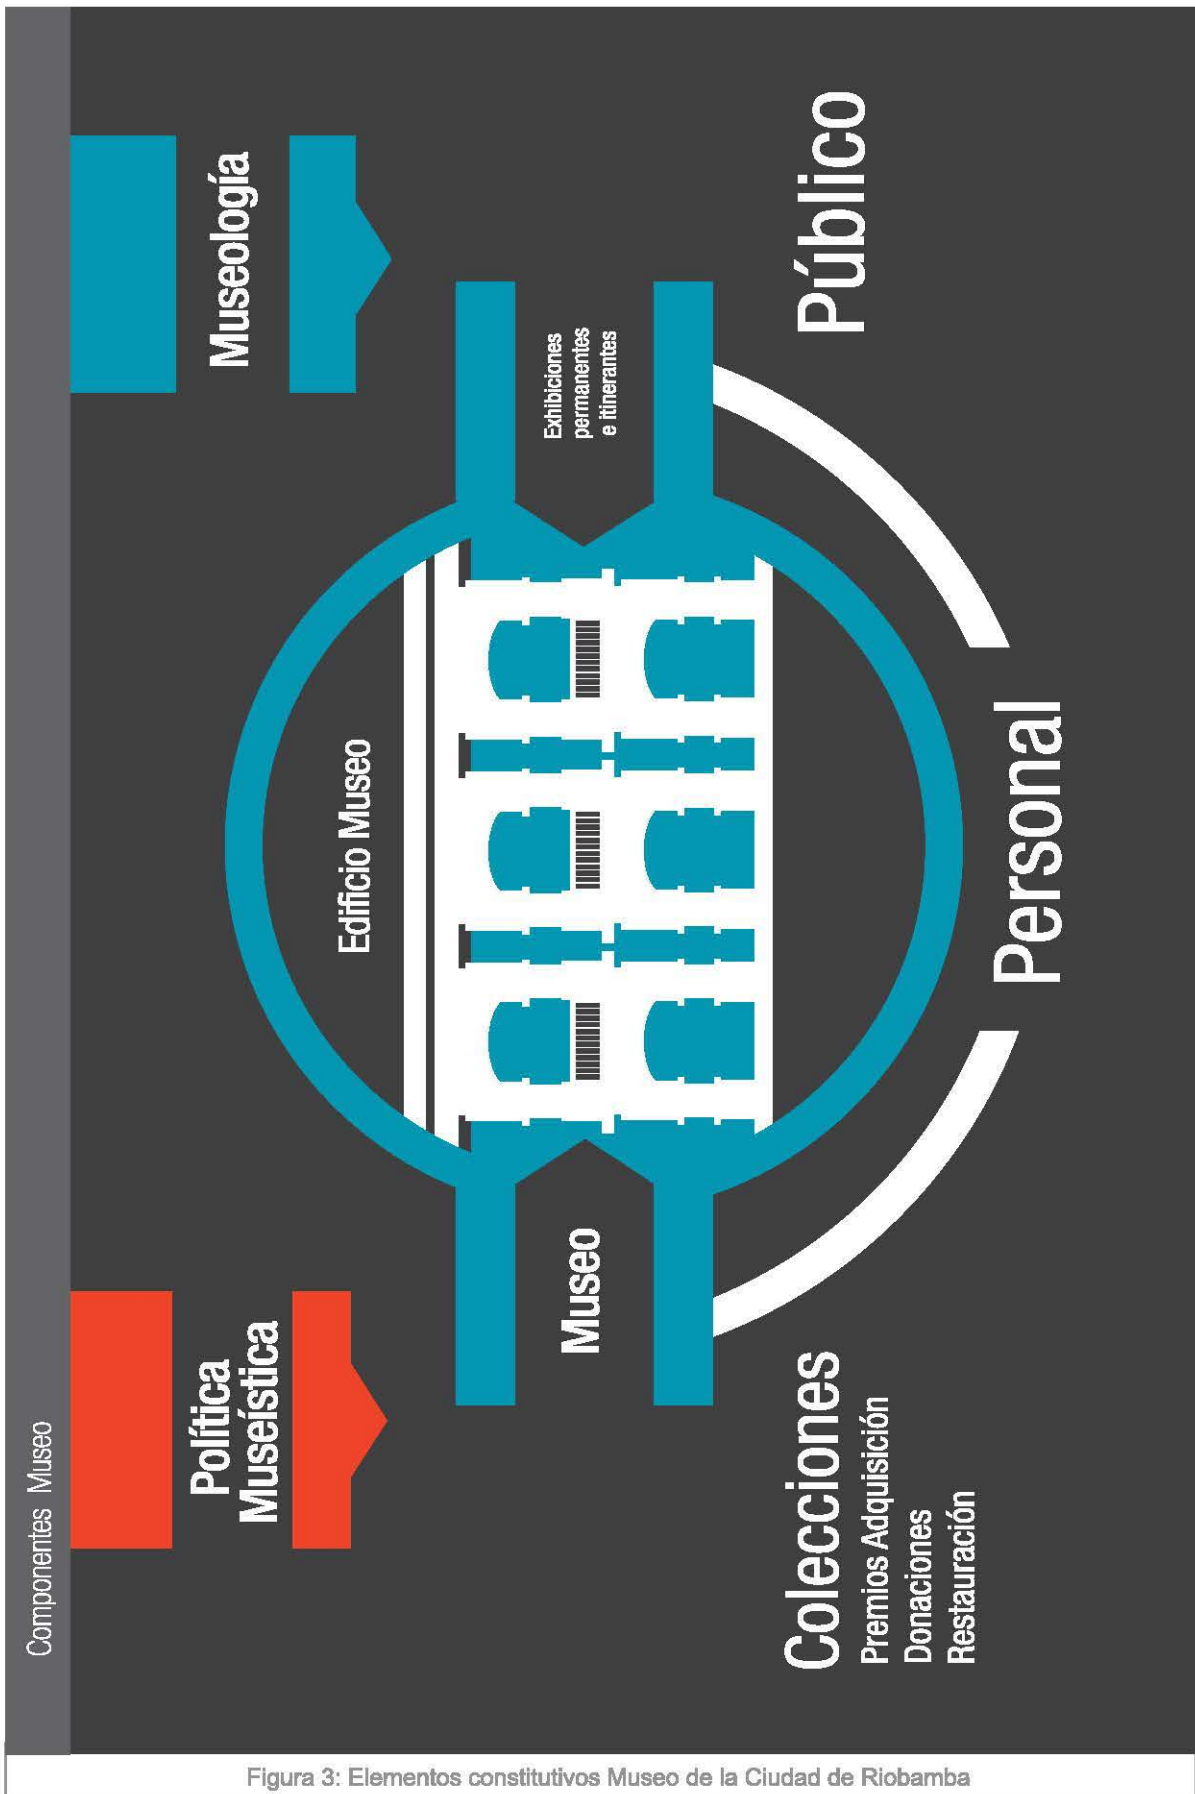 Componentes Museo
Política
Museística
Museología
Edificio Museo
Museo
Exhibiciones
permanentes
e itinerantes
Colecciones
Premios Adquisición
Donaciones
Restauración
Personal
Público
Figura 3: Elementos constitutivos Museo de la Ciudad de Riobamba